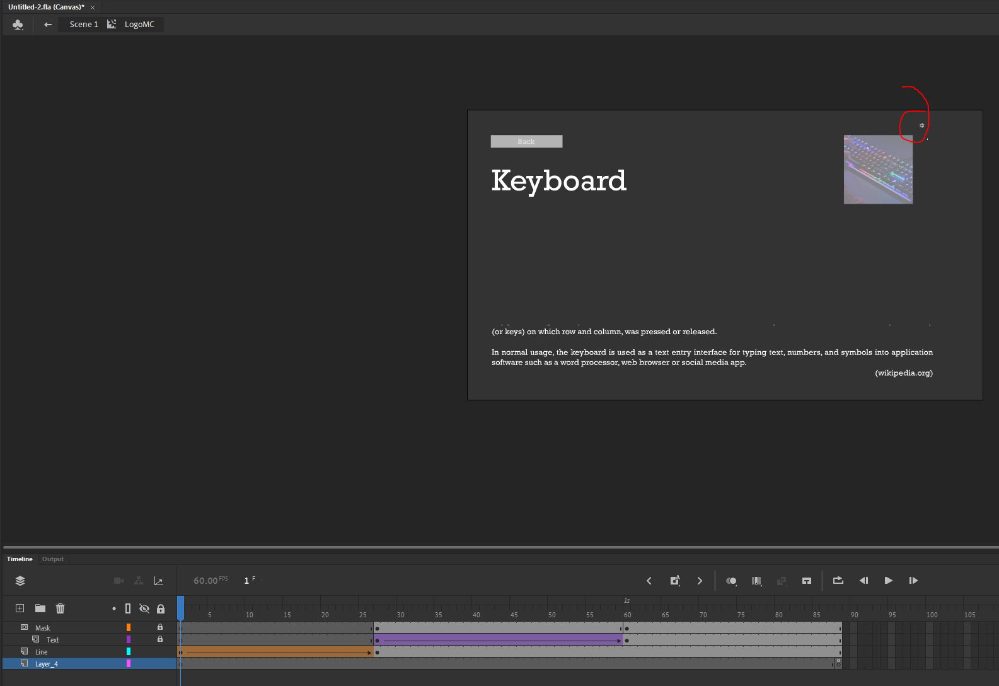 Untitled-2.fla (Canvas)*
Scene 1 LogoMC
Back
Keyboard
(or keys) on which row and column, was pressed or released.
In normal usage, the keyboard is used as a text entry interface for typing text, numbers, and symbols into application
software such as a word processor, web browser or social media app.
(wikipedia.org)
Timeline Output
60.00 FPS 1 F
1s
5 10 15 20 25 30 35 40 45 50 55 60 65 70 75 80 85 90 95 100 105
Mask
Text
Line
Layer_4